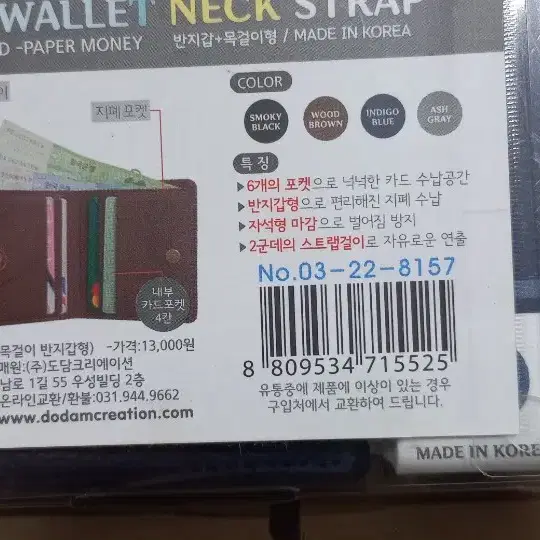 WALLET NECK STRAP
-PAPER MONEY 반지갑+목걸이형 / MADE IN KOREA
지폐 포켓
COLOR
SMOKY BLACK
WOOD BROWN
INDIGO BLUE
ASH GRAY
특 징
6개의 포켓으로 넉넉한 카드 수납공간
반지갑형으로 편리해진 지폐 수납
자석형 마감으로 벌어짐 방지
2군데의 스트랩걸이로 자유로운 연출
No.03-22-8157
내부
카드포켓
4칸
8 809534 715525
목걸이 반지갑형) -가격:13,000원
매원:(주)도담크리에이션
남로 1길 55 우성빌딩 2층
온라인교환/환불:031.944.9662
www.dodamcreation.com
유통중에 제품에 이상이 있는 경우
구입처에서 교환하여 드립니다.
MADE IN KORE